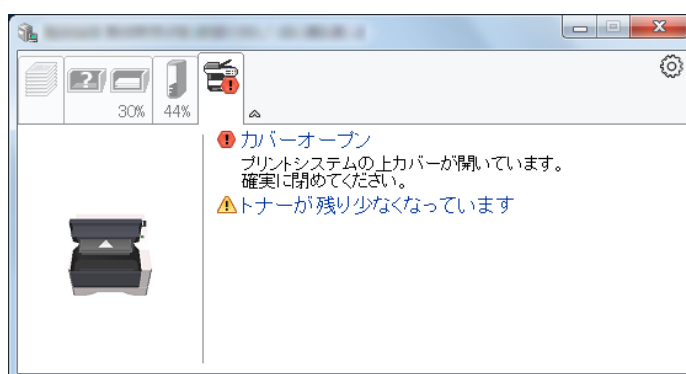 30%
44%
カバーオープン
プリントシステムの上カバーが開いています。
確実に閉めてください。
トナーが残り少なくなっています